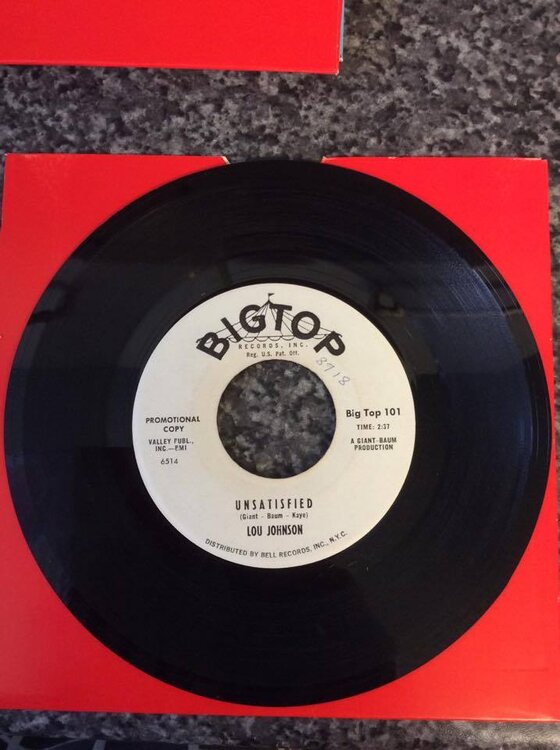 BIGTOP
RECORDS, INC.
Reg. U.S. Pat. Off.
8718
PROMOTIONAL
COPY
VALLEY PUBL.,
INC.—BMI
6514
Big Top 101
TIME: 2:37
A GIANT-BAUM
PRODUCTION
UNSATISFIED
(Giant - Baum - Kaye)
LOU JOHNSON
DISTRIBUTED BY BELL RECORDS, INC., N.Y.C.